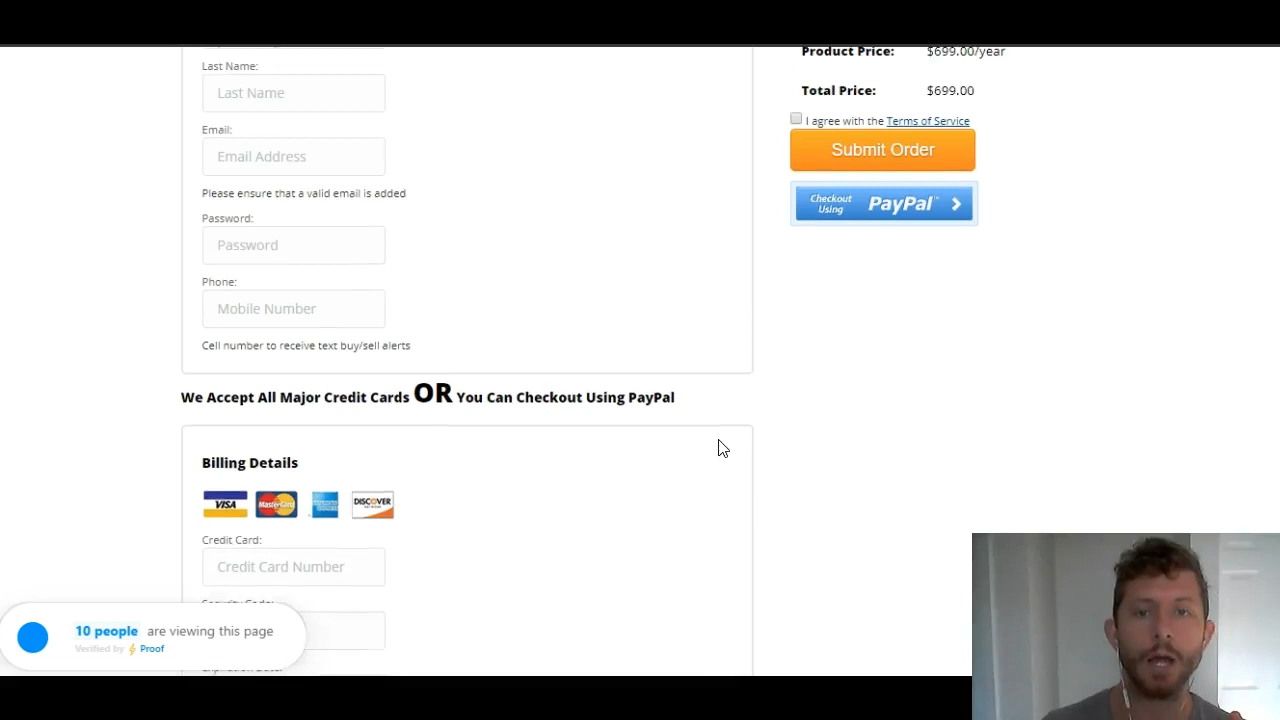 Product Price: $699.00/year
Last Name:
Last Name
Total Price: $699.00
I agree with the Terms of Service
Submit Order
Checkout Using PayPal
Email:
Email Address
Please ensure that a valid email is added
Password:
Password
Phone:
Mobile Number
Cell number to receive text buy/sell alerts
We Accept All Major Credit Cards OR You Can Checkout Using PayPal
Billing Details
VISA MasterCard DISCOVER
Credit Card:
Credit Card Number
10 people are viewing this page
Verified by Proof